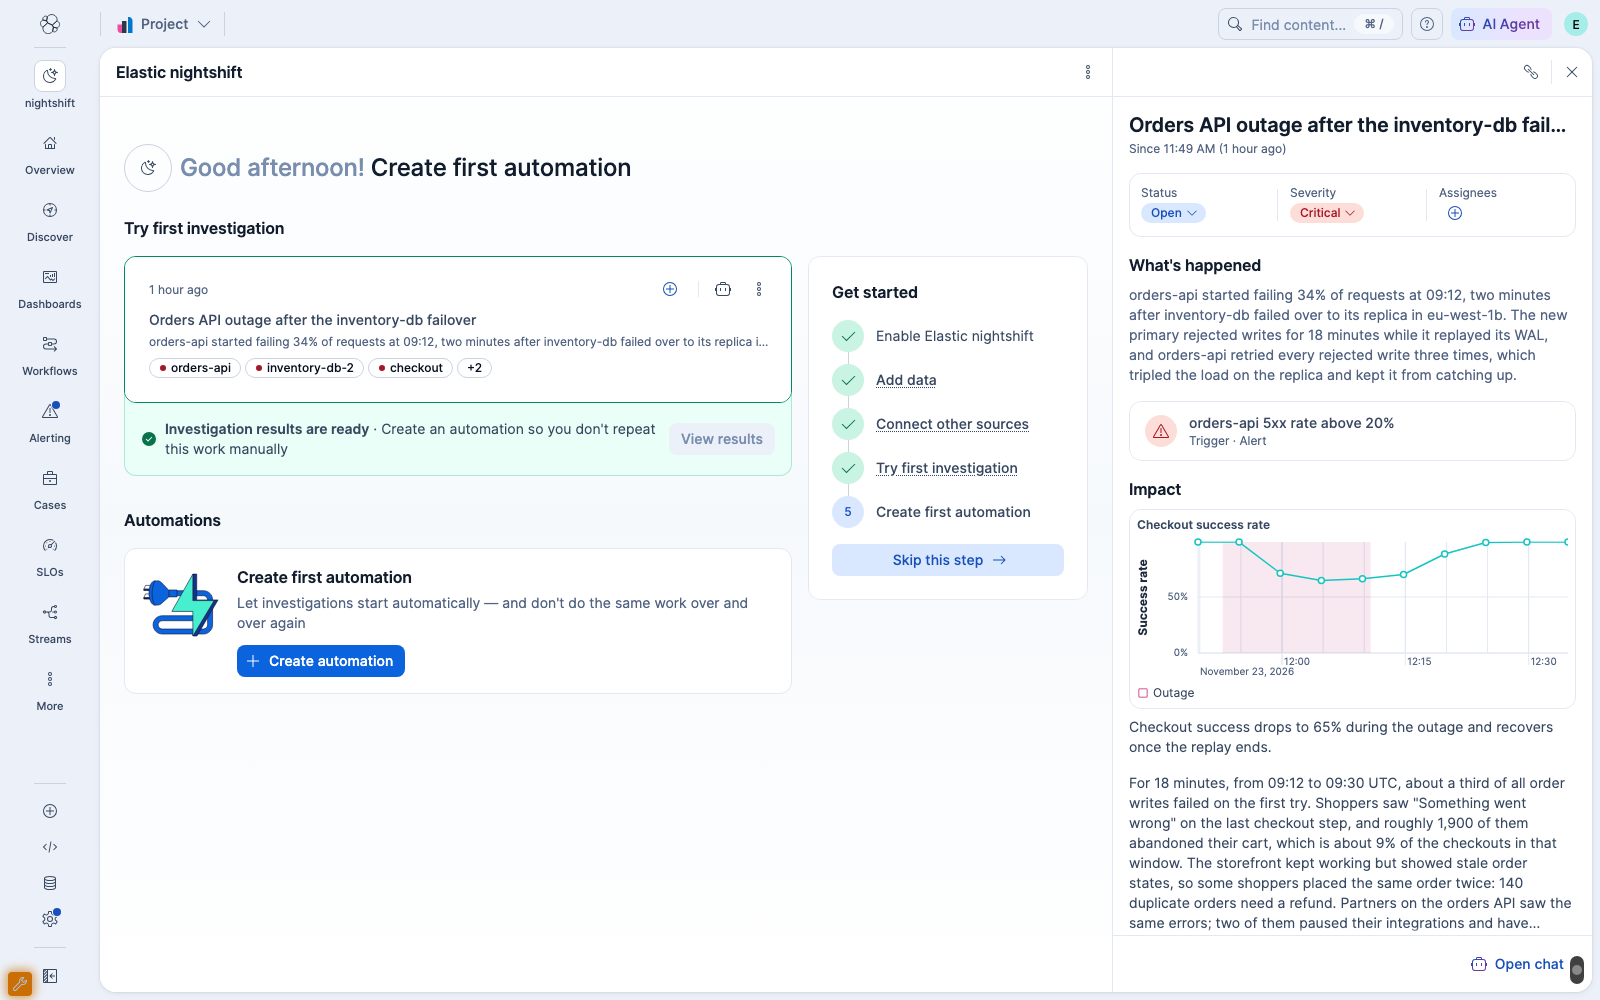 Project
Find content...
⌘ /
AI Agent
E
nightshift
Overview
Discover
Dashboards
Workflows
Alerting
Cases
SLOs
Streams
More
Elastic nightshift
Good afternoon! Create first automation
Try first investigation
1 hour ago
Orders API outage after the inventory-db failover
orders-api started failing 34% of requests at 09:12, two minutes after inventory-db failed over to its replica i...
orders-api
inventory-db-2
checkout
+2
Investigation results are ready · Create an automation so you don't repeat
this work manually
View results
Get started
Enable Elastic nightshift
Add data
Connect other sources
Try first investigation
5
Create first automation
Skip this step
Automations
Create first automation
Let investigations start automatically — and don't do the same work over and
over again
Create automation
Orders API outage after the inventory-db fail...
Since 11:49 AM (1 hour ago)
Status
Open
Severity
Critical
Assignees
What's happened
orders-api started failing 34% of requests at 09:12, two minutes
after inventory-db failed over to its replica in eu-west-1b. The new
primary rejected writes for 18 minutes while it replayed its WAL,
and orders-api retried every rejected write three times, which
tripled the load on the replica and kept it from catching up.
orders-api 5xx rate above 20%
Trigger · Alert
Impact
Checkout success rate
Success rate
50%
0%
12:00
12:15
12:30
November 23, 2026
Outage
Checkout success drops to 65% during the outage and recovers
once the replay ends.
For 18 minutes, from 09:12 to 09:30 UTC, about a third of all order
writes failed on the first try. Shoppers saw "Something went
wrong" on the last checkout step, and roughly 1,900 of them
abandoned their cart, which is about 9% of the checkouts in that
window. The storefront kept working but showed stale order
states, so some shoppers placed the same order twice: 140
duplicate orders need a refund. Partners on the orders API saw the
same errors; two of them paused their integrations and have...
Open chat